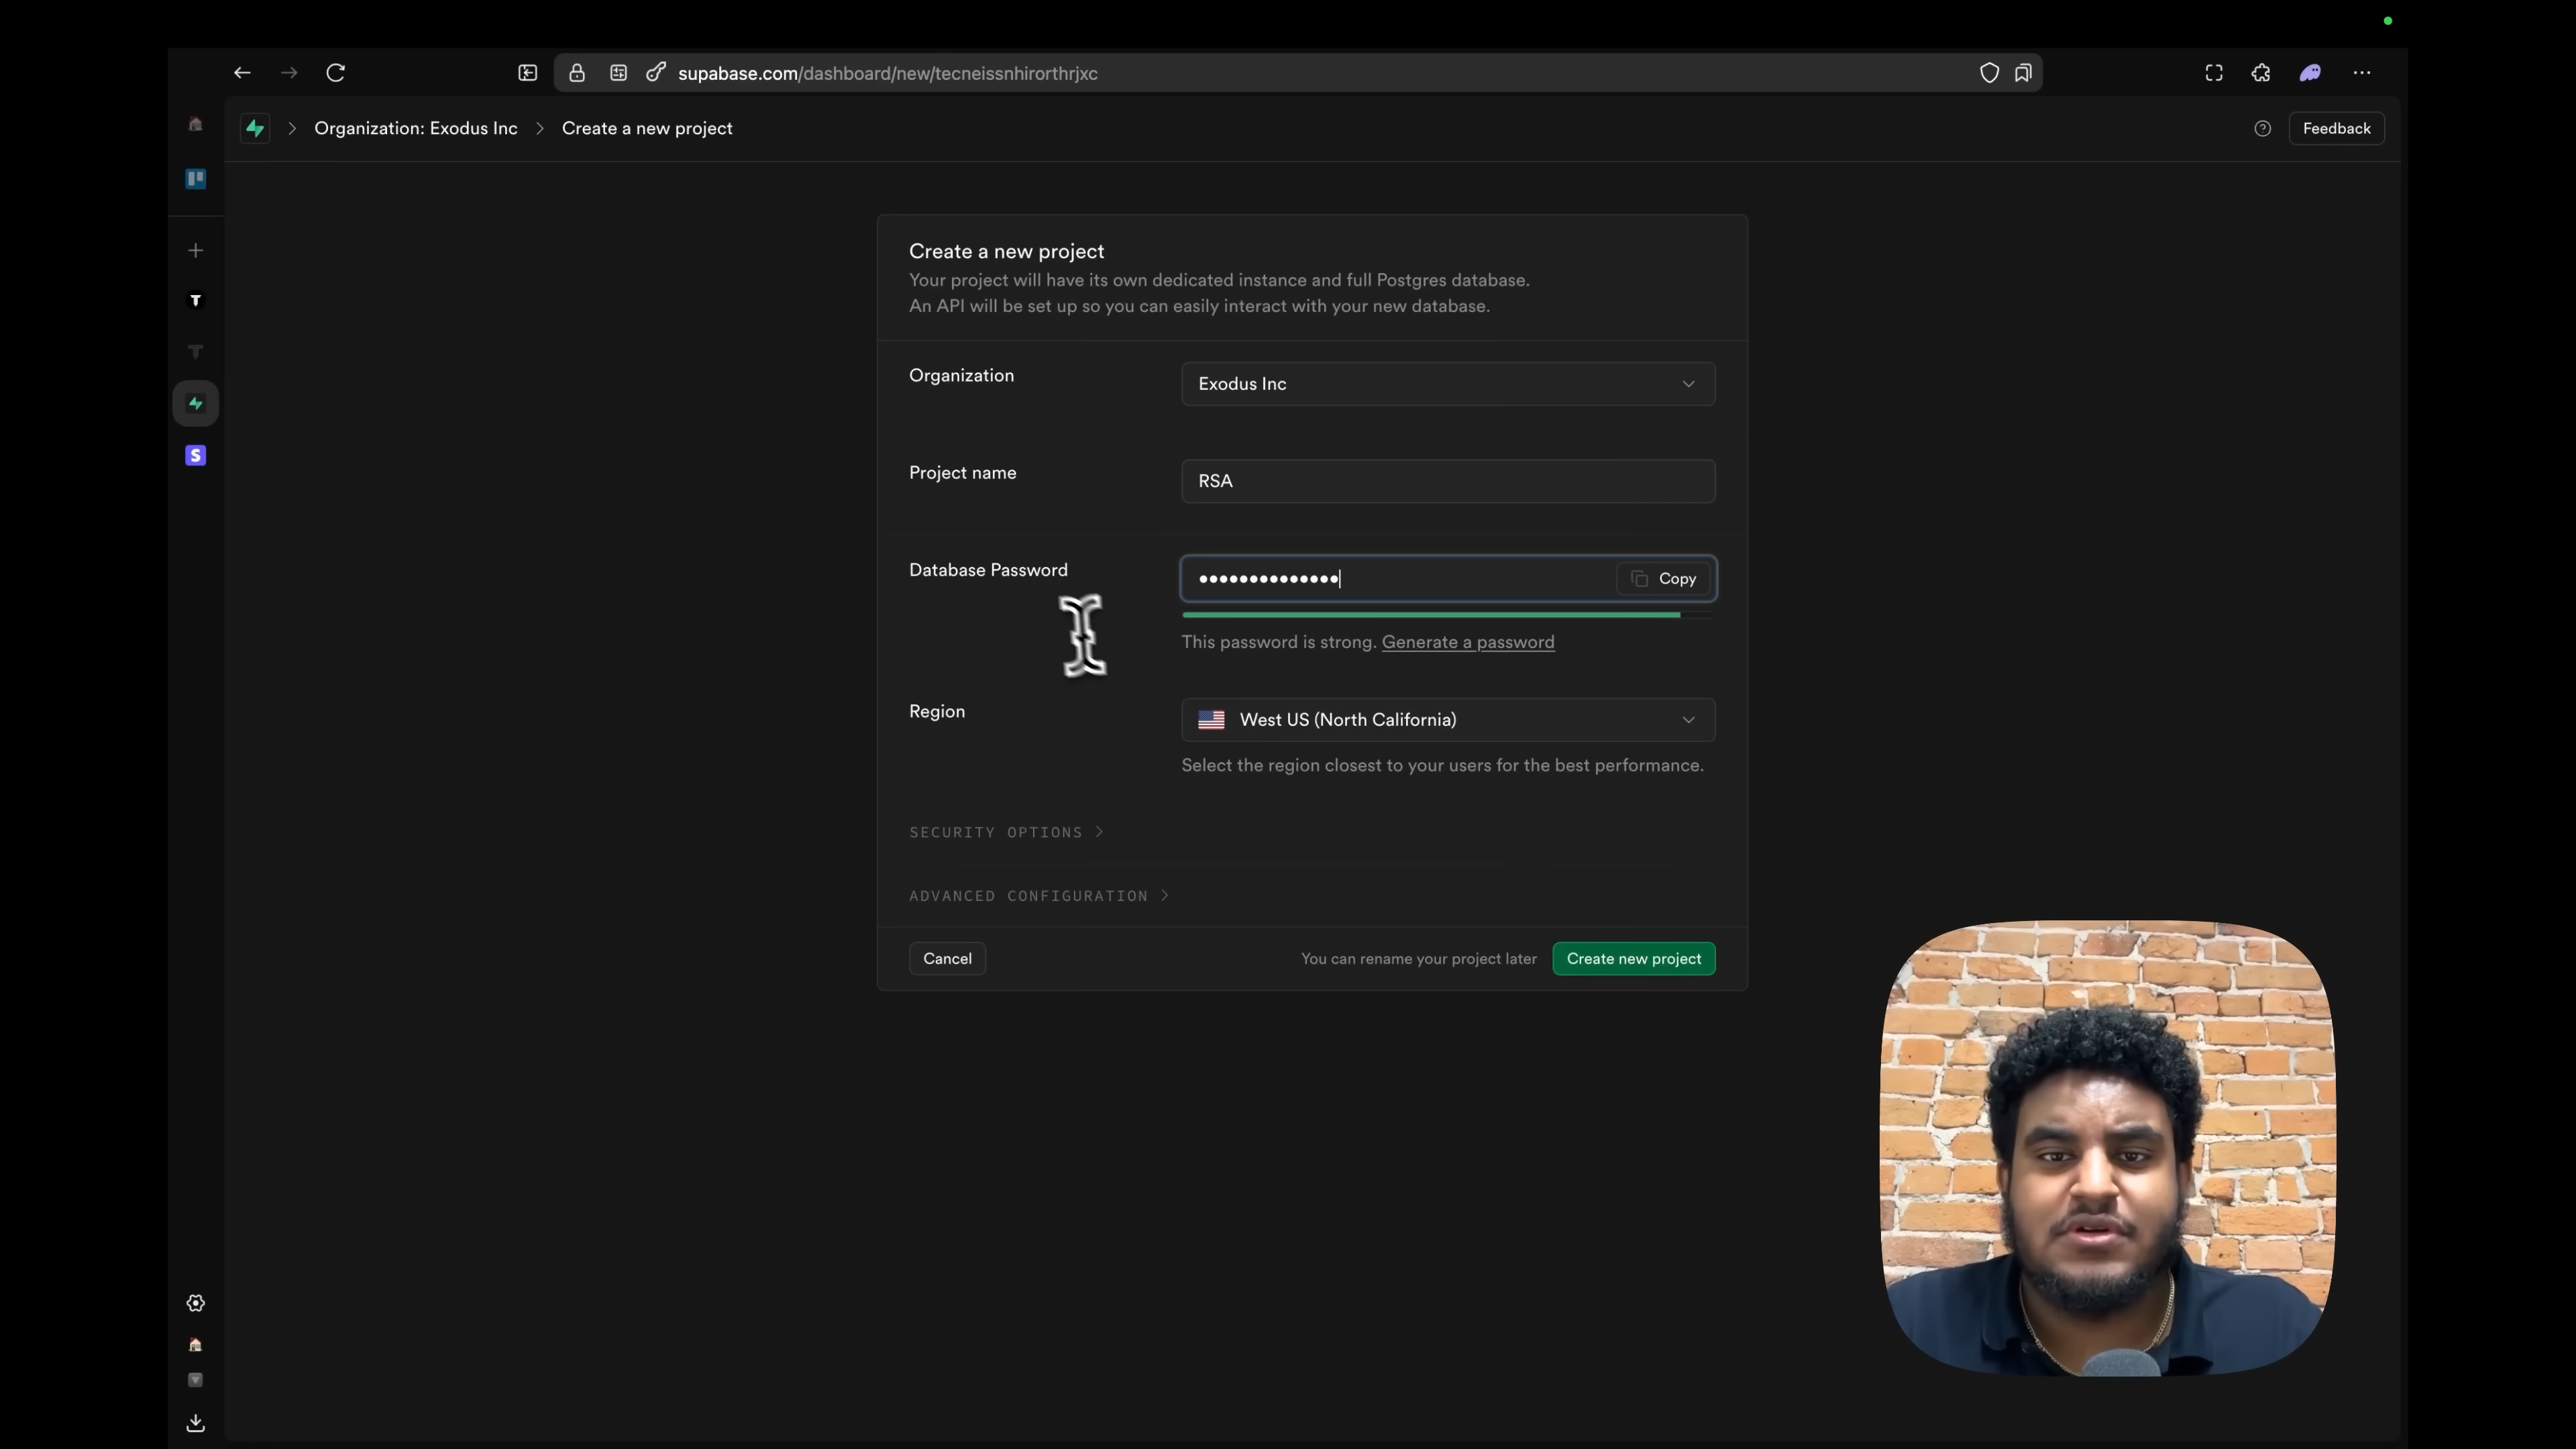 supabase.com/dashboard/new/tecneissnhirorthrjxc
Organization: Exodus Inc
Create a new project
Feedback
Create a new project
Your project will have its own dedicated instance and full Postgres database.
An API will be set up so you can easily interact with your new database.
Organization
Exodus Inc
Project name
RSA
Database Password
••••••••••••••
Copy
This password is strong. Generate a password
Region
West US (North California)
Select the region closest to your users for the best performance.
SECURITY OPTIONS
ADVANCED CONFIGURATION
Cancel
You can rename your project later
Create new project
T
T
S